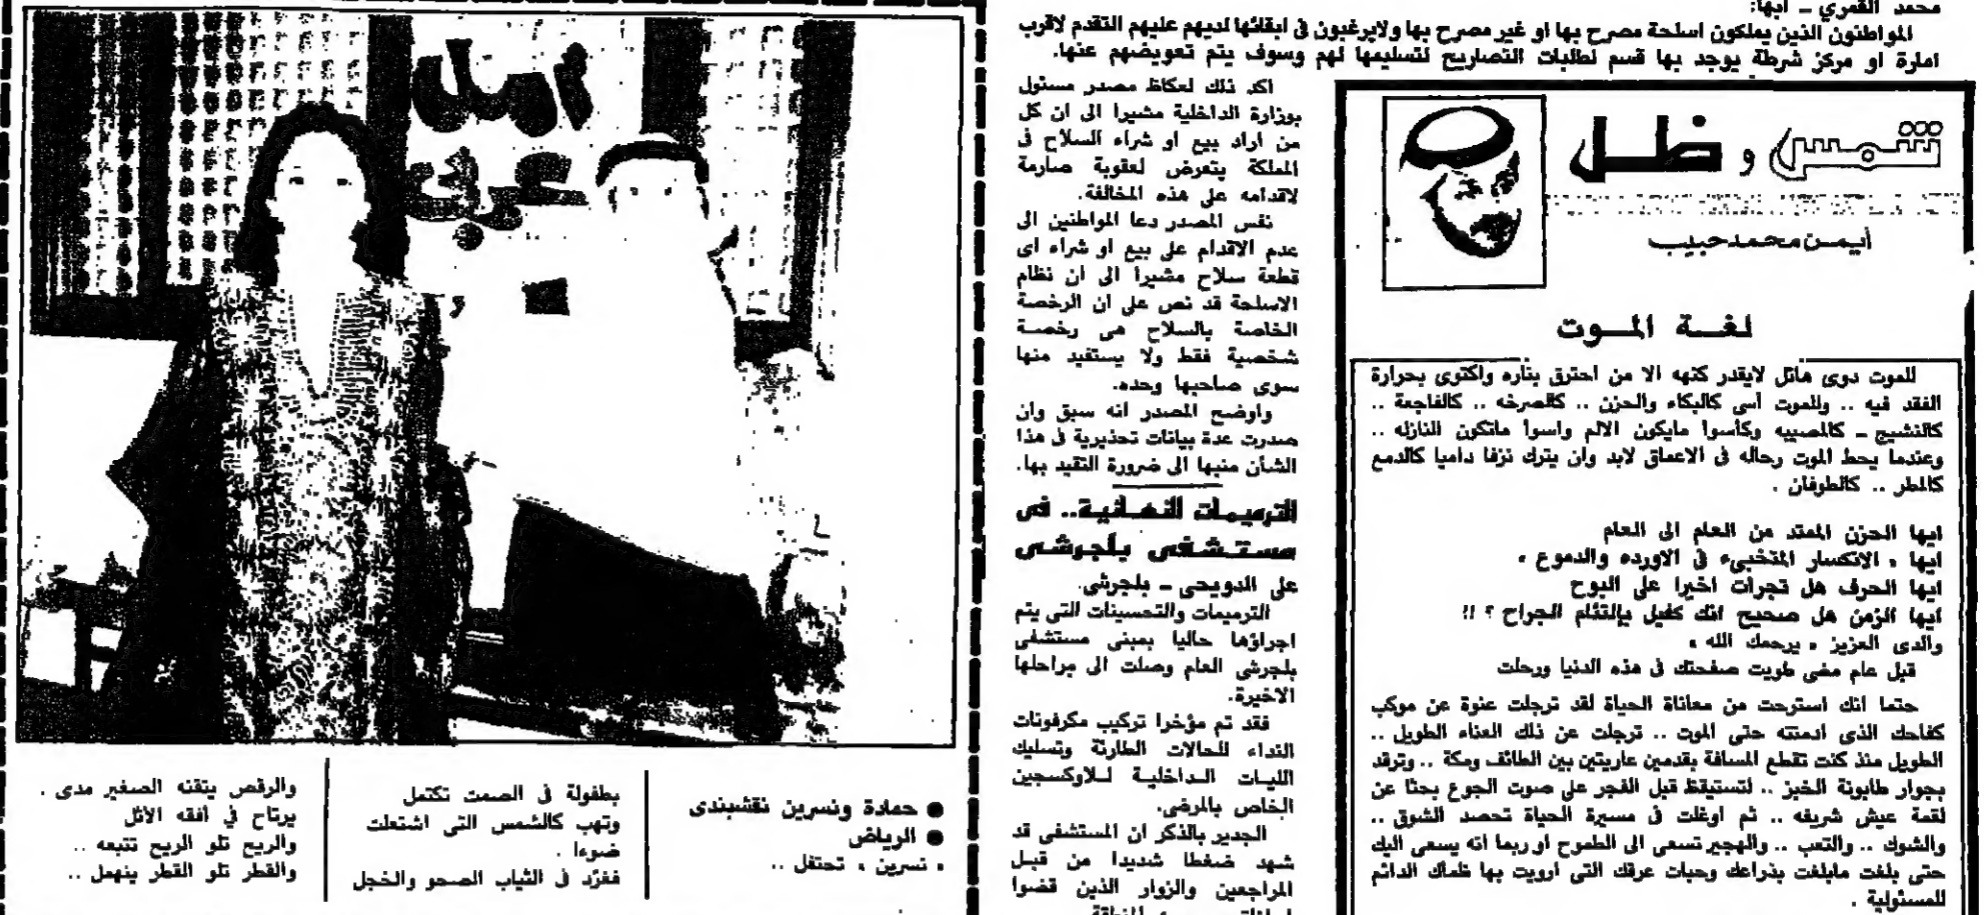 محمد القمري ـ ابها:
المواطنون الذين يملكون اسلحة مصرح بها او غير مصرح بها ولايرغبون في ابقائها لديهم عليهم التقدم لاقرب
امارة او مركز شرطة يوجد بها قسم لطلبات التصاريح لتسليمها لهم وسوف يتم تعويضهم عنها.
اكد ذلك لعكاظ مصدر مسئول
بوزارة الداخلية مشيرا الى ان كل
من اراد بيع او شراء السلاح في
المملكة يتعرض لعقوبة صارمة
لاقدامه على هذه المخالفة.
نفس المصدر دعا المواطنين الى
عدم الاقدام على بيع او شراء اى
قطعة سلاح مشيرا الى ان نظام
الاسلحة قد نص على ان الرخصة
الخاصة بالسلاح هى رخصة
شخصية فقط ولا يستفيد منها
سوى صاحبها وحده.
واوضح المصدر انه سبق وان
صدرت عدة بيانات تحذيرية في هذا
الشأن منبها الى ضرورة التقيد بها.
الترميمات النهائية.. فى
مستشفى بلجرشى
على الدويحى ـ بلجرشى.
الترميمات والتحسينات التى يتم
اجراؤها حاليا بمبنى مستشفى
بلجرشى العام وصلت الى مراحلها
الاخيرة.
فقد تم مؤخرا تركيب مكرفونات
النداء للحالات الطارئة وتسليك
الليات الداخلية للاوكسجين
الخاص بالمرضى.
الجدير بالذكر ان المستشفى قد
شهد ضغطا شديدا من قبل
المراجعين والزوار الذين قضوا
شمس و ظل
أيمن محمد حبيب
لغة الموت
للموت دوى هائل لايقدر كنهه الا من احترق بناره واكتوى بحرارة
الفقد فيه .. وللموت أسى كالبكاء والحزن .. كالصرخه .. كالفاجعة ..
كالنشيج ـ كالمصيبه وكأسوا مايكون الالم واسوا ماتكون النازله ..
وعندما يحط الموت رحاله في الاعماق لابد وان يترك نزفا داميا كالدمع
كالمطر .. كالطوفان .
ايها الحزن الممتد من العام الى العام
ايها « الانكسار المتخبىء في الاورده والدموع »
ايها الحرف هل تجرات اخيرا على البوح
ايها الزمن هل صحيح انك كفيل بإلتئام الجراح ؟ !!
والدى العزيز « يرحمك الله »
قبل عام مضى طويت صفحتك في هذه الدنيا ورحلت
حتما انك استرحت من معاناة الحياة لقد ترجلت عنوة عن موكب
كفاحك الذى ادمنته حتى الموت .. ترجلت عن ذلك العناء الطويل ..
الطويل منذ كنت تقطع المسافة بقدمين عاريتين بين الطائف ومكة .. وترقد
بجوار طابونة الخبز .. لتستيقظ قبل الفجر على صوت الجوع بحثا عن
لقمة عيش شريفه .. ثم اوغلت في مسيرة الحياة تحصد الشوق ..
والشوك .. والتعب .. والهجير تسعى الى الطموح او ربما انه يسعى اليك
حتى بلغت مابلغت بذراعك وحبات عرقك التى ارويت بها ظمأك الدائم
للمسئولية .
● حمادة ونسرين نقشبندى
● الرياض
« نسرين » تحتفل ..
بطفولة في الصمت تكتمل
وتهب كالشمس التى اشتعلت
ضوءا .
فغرّد في الثياب الصحو والخجل
والرقص يتقنه الصغير مدى .
يرتاح في أفقه الأثل
والريح تلو الريح تتبعه ..
والقطر تلو القطر ينهمل ..